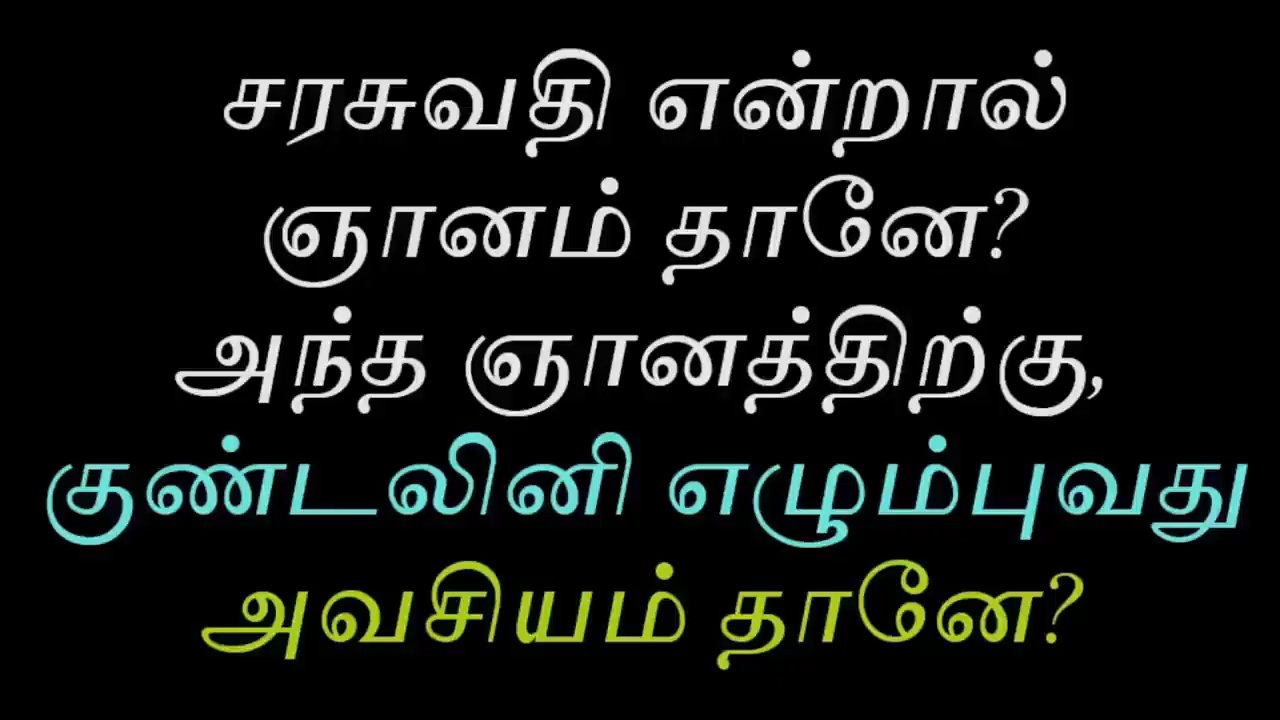 சரசுவதி என்றால்
ஞானம் தானே?
அந்த ஞானத்திற்கு,
குண்டலினி எழும்புவது
அவசியம் தானே?